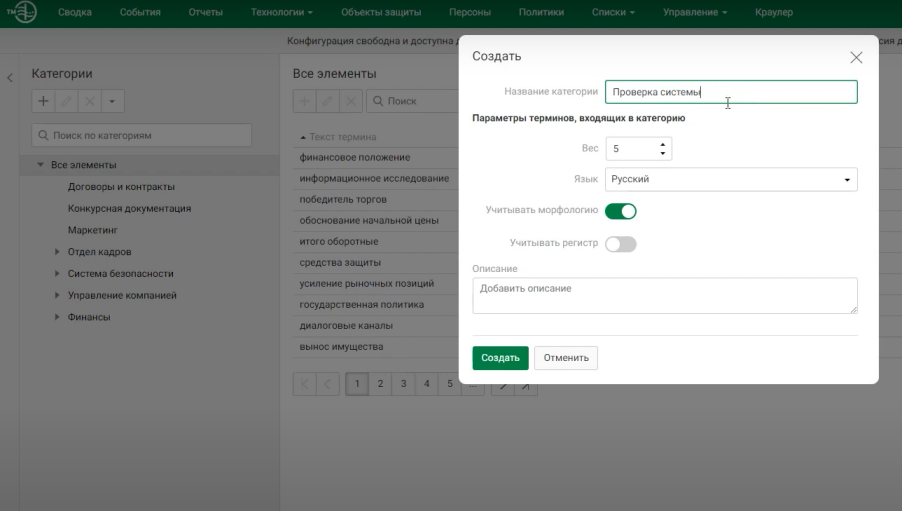 ТМ
Сводка
События
Отчеты
Технологии
Объекты защиты
Персоны
Политики
Списки
Управление
Краулер
Конфигурация свободна и доступна д
сия д
Категории
Поиск по категориям
Все элементы
Договоры и контракты
Конкурсная документация
Маркетинг
Отдел кадров
Система безопасности
Управление компанией
Финансы
Все элементы
Поиск
Текст термина
финансовое положение
информационное исследование
победитель торгов
обоснование начальной цены
итого оборотные
средства защиты
усиление рыночных позиций
государственная политика
диалоговые каналы
вынос имущества
1 2 3 4 5 ...
Создать
Название категории Проверка системы
Параметры терминов, входящих в категорию
Вес 5
Язык Русский
Учитывать морфологию
Учитывать регистр
Описание
Добавить описание
Создать Отменить